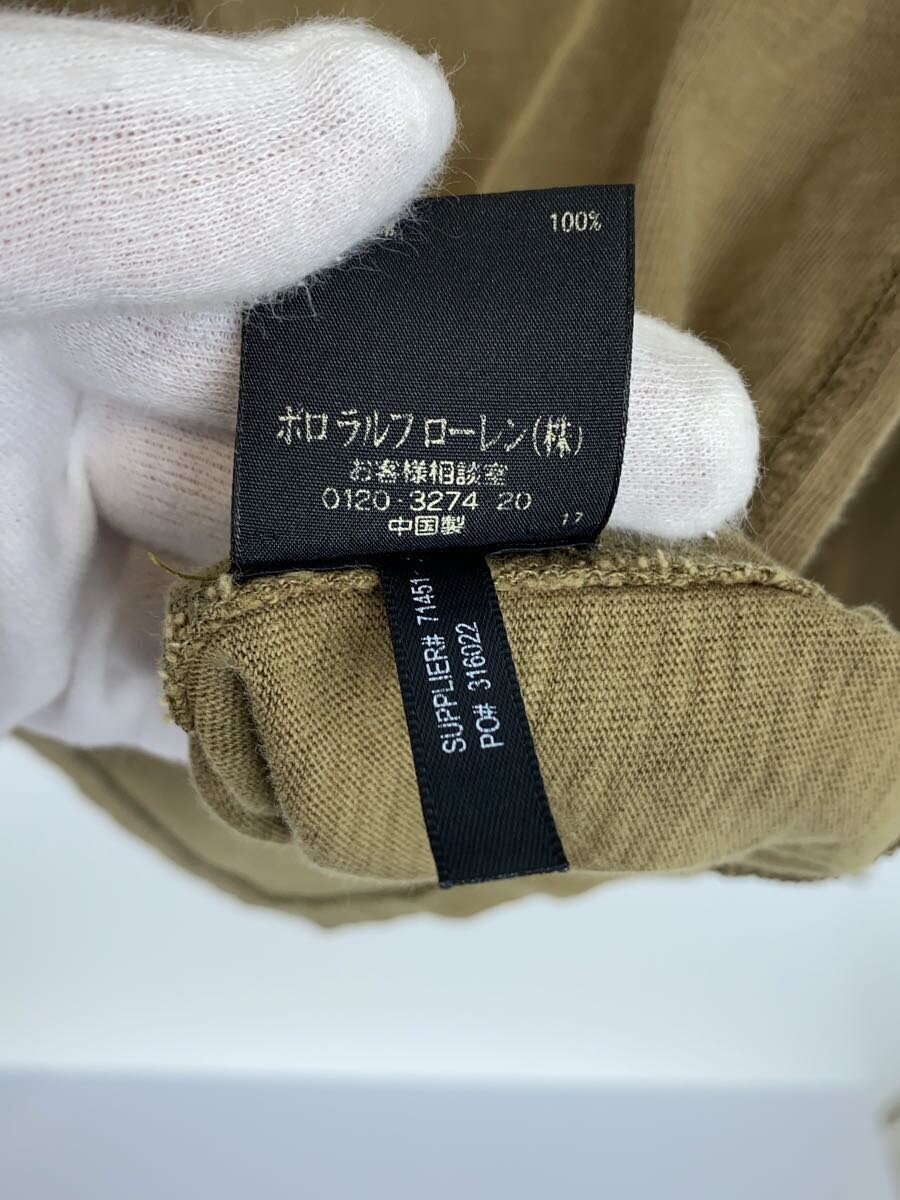 100%
ポロ ラルフ ローレン(株)
お客様相談室
0120-3274 20
中国製 17
SUPPLIER# 71451
PO# 316022